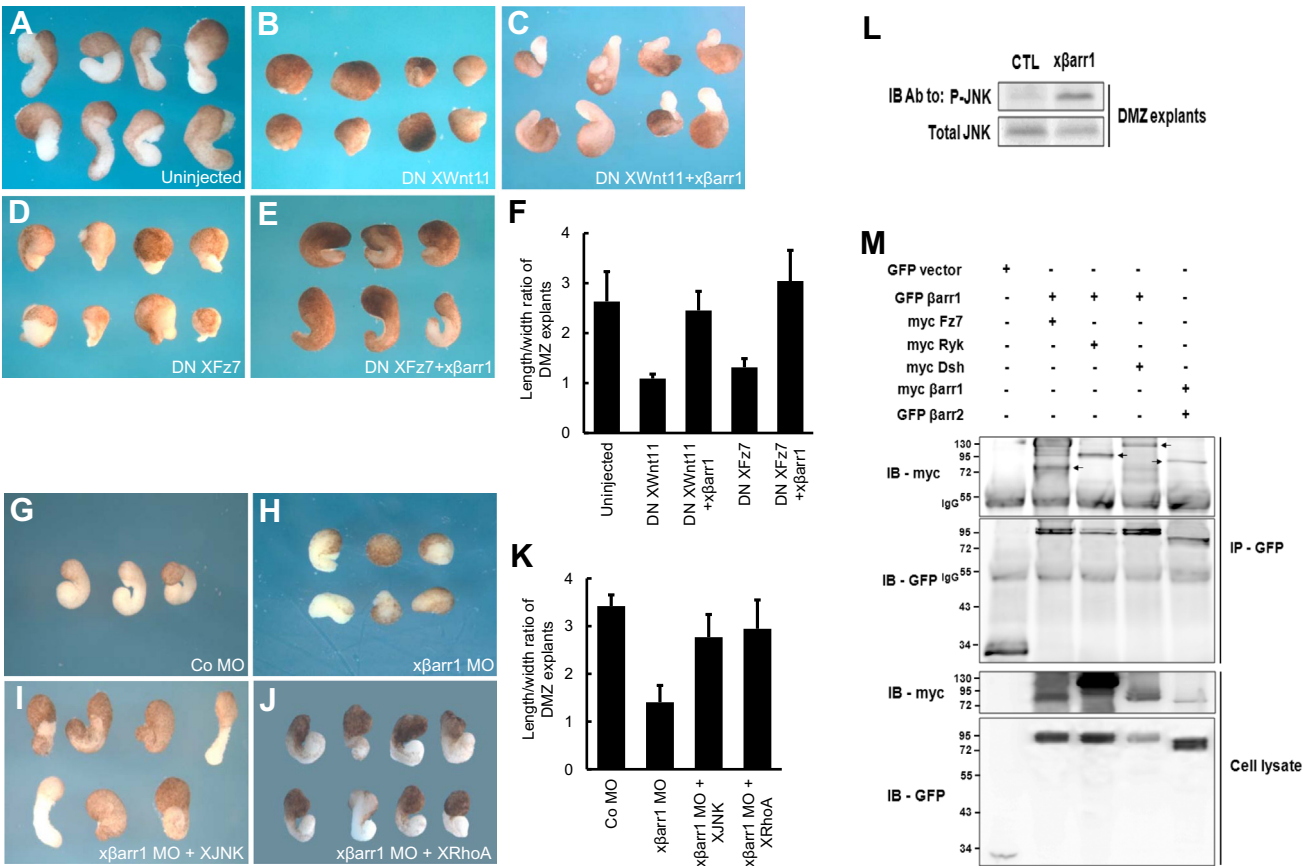 A
Uninjected
B
DN XWnt11
C
DN XWnt11+xβarr1
D
DN XFz7
E
DN XFz7+xβarr1
F
Length/width ratio of
DMZ explants
4
3
2
1
0
Uninjected
DN XWnt11
DN XWnt11
+xβarr1
DN XFz7
DN XFz7
+xβarr1
G
Co MO
H
xβarr1 MO
I
xβarr1 MO + XJNK
J
xβarr1 MO + XRhoA
K
Length/width ratio of
DMZ explants
4
3
2
1
0
Co MO
xβarr1 MO
xβarr1 MO +
XJNK
xβarr1 MO +
XRhoA
L
CTL xβarr1
IB Ab to: P-JNK
Total JNK
DMZ explants
M
GFP vector + - - - -
GFP βarr1 - + + + -
myc Fz7 - + - - -
myc Ryk - - + - -
myc Dsh - - - + -
myc βarr1 - - - - +
GFP βarr2 - - - - +
IB - myc
130
95
72
IgG 55
IB - GFP
95
72
IgG 55
43
34
IP - GFP
IB - myc
130
95
72
IB - GFP
95
72
55
43
34
Cell lysate